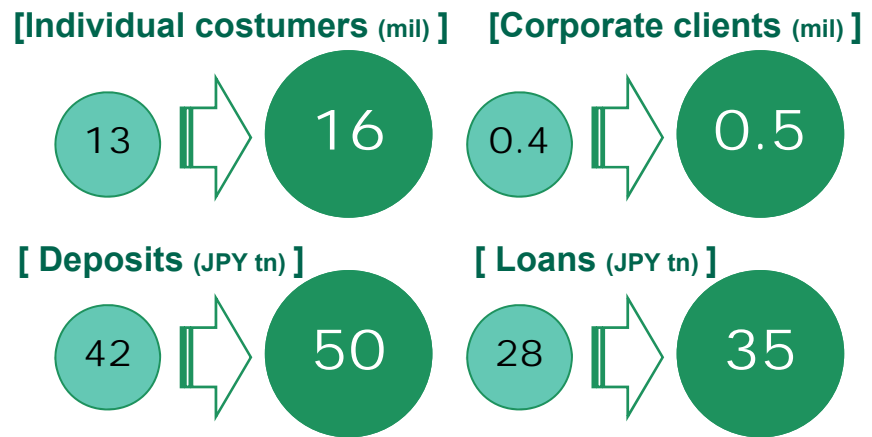 [Individual costumers (mil) ] [Corporate clients (mil) ]
13 16 0.4 0.5
[ Deposits (JPY tn) ] [ Loans (JPY tn) ]
42 50 28 35